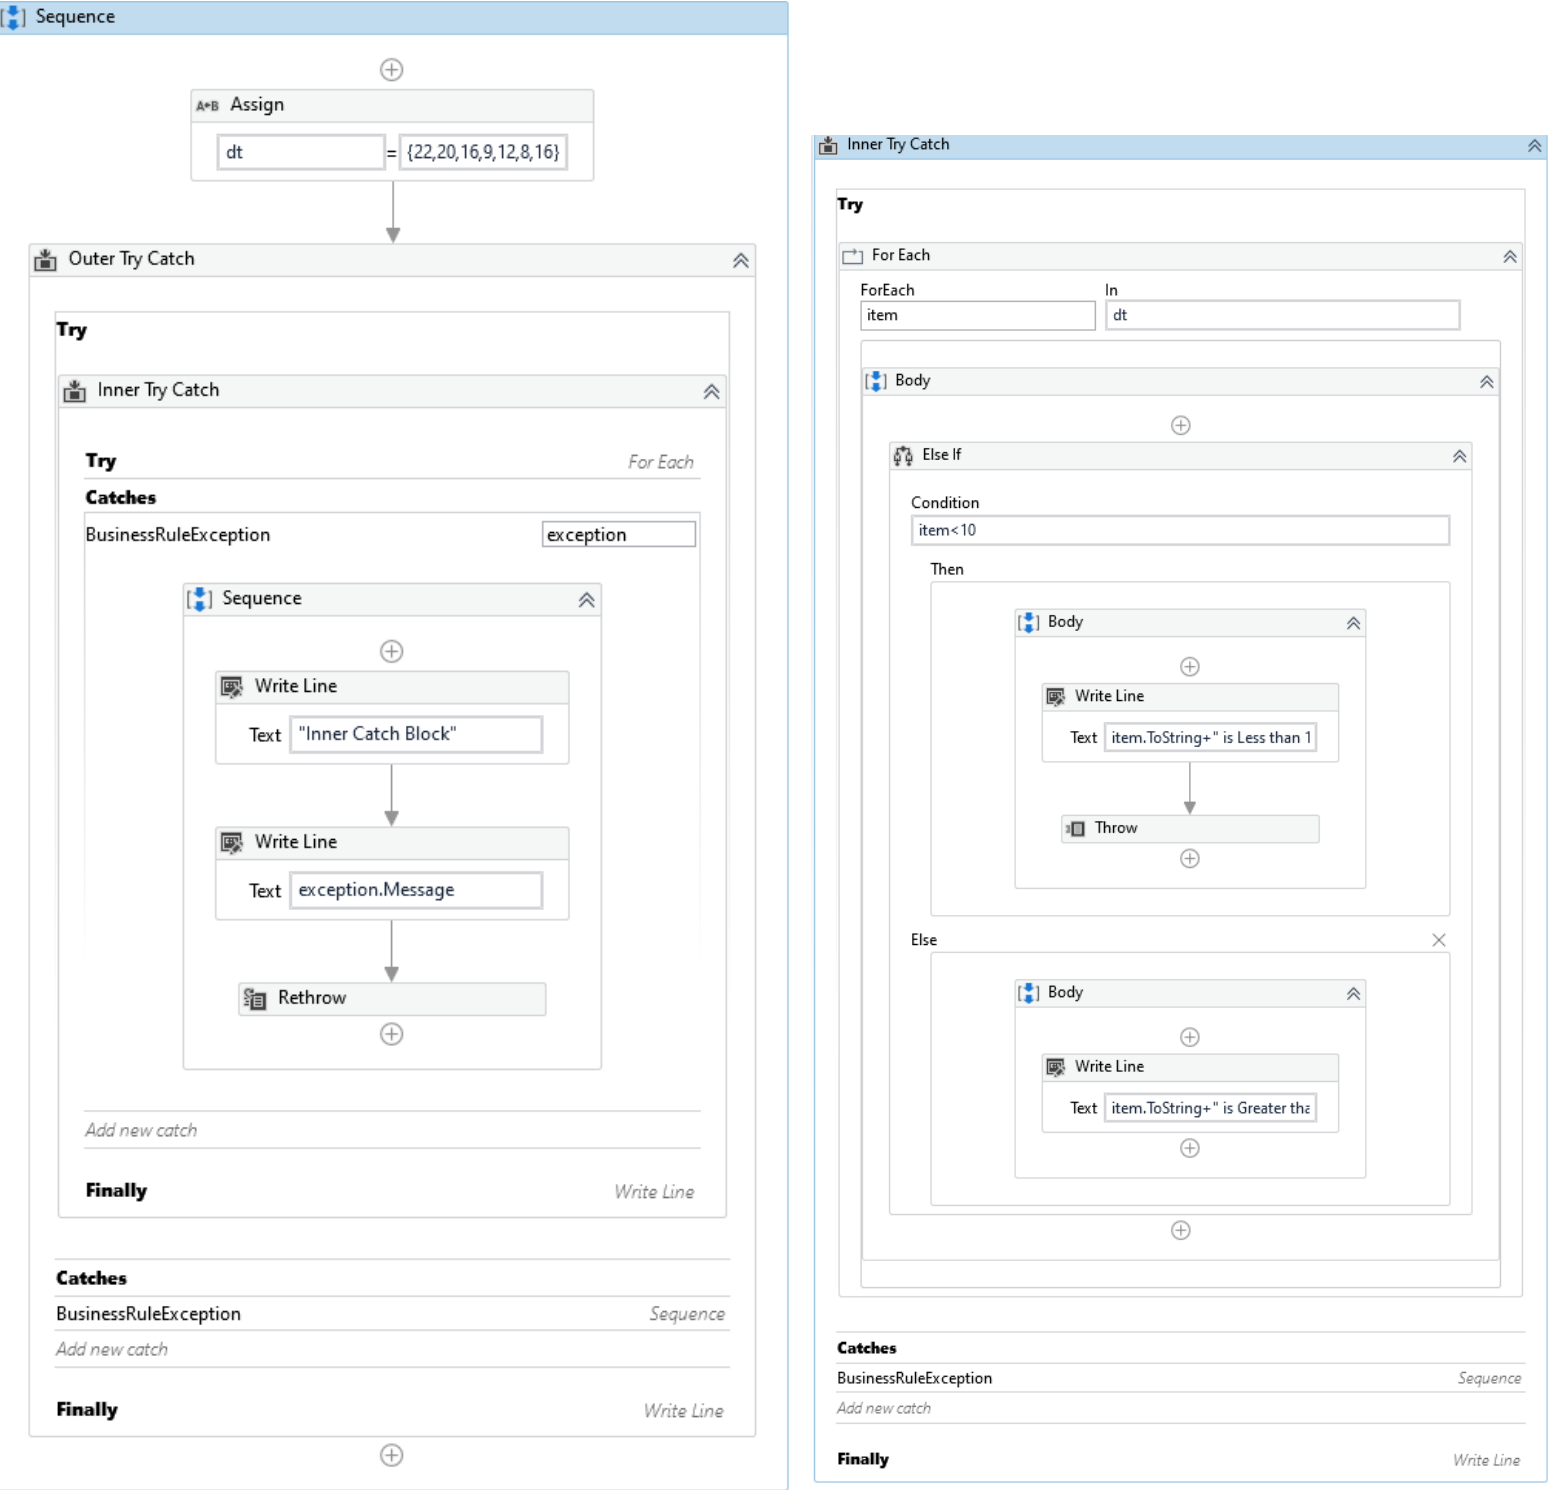 Sequence
A+B Assign
dt = {22,20,16,9,12,8,16}
Outer Try Catch
Try
Inner Try Catch
Try For Each
Catches
BusinessRuleException exception
Sequence
Write Line
Text "Inner Catch Block"
Write Line
Text exception.Message
Rethrow
Add new catch
Finally Write Line
Catches
BusinessRuleException Sequence
Add new catch
Finally Write Line
Inner Try Catch
Try
For Each
ForEach In
item dt
Body
Else If
Condition
item<10
Then
Body
Write Line
Text item.ToString+" is Less than 1
Throw
Else
Body
Write Line
Text item.ToString+" is Greater tha
Catches
BusinessRuleException Sequence
Add new catch
Finally Write Line